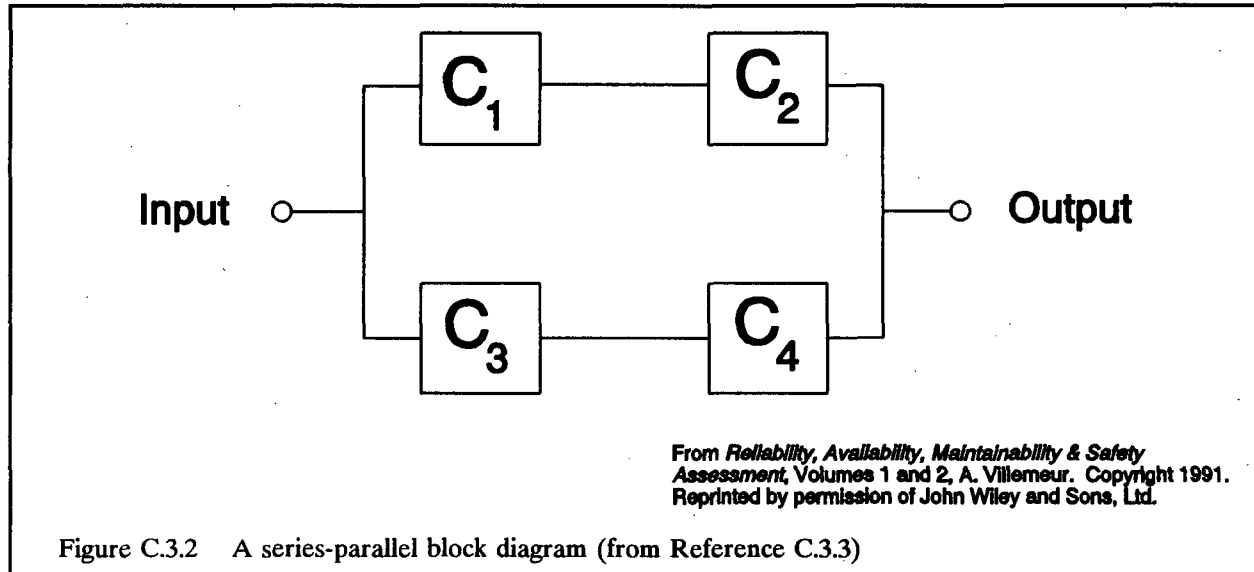 C1
C2
Input
Output
C3
C4
From Reliability, Availability, Maintainability & Safety
Assessment, Volumes 1 and 2, A. Villemeur. Copyright 1991.
Reprinted by permission of John Wiley and Sons, Ltd.
Figure C.3.2 A series-parallel block diagram (from Reference C.3.3)